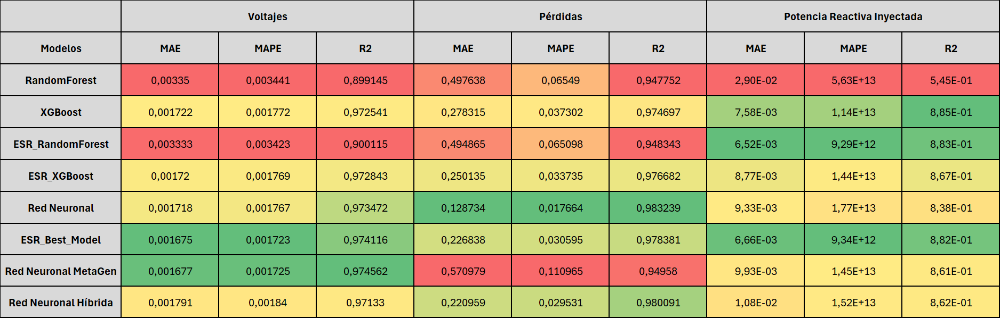 Voltajes Pérdidas Potencia Reactiva Inyectada
Modelos MAE MAPE R2 MAE MAPE R2 MAE MAPE R2
RandomForest 0,00335 0,003441 0,899145 0,497638 0,06549 0,947752 2,90E-02 5,63E+13 5,45E-01
XGBoost 0,001722 0,001772 0,972541 0,278315 0,037302 0,974697 7,58E-03 1,14E+13 8,85E-01
ESR_RandomForest 0,003333 0,003423 0,900115 0,494865 0,065098 0,948343 6,52E-03 9,29E+12 8,83E-01
ESR_XGBoost 0,00172 0,001769 0,972843 0,250135 0,033735 0,976682 8,77E-03 1,44E+13 8,67E-01
Red Neuronal 0,001718 0,001767 0,973472 0,128734 0,017664 0,983239 9,33E-03 1,77E+13 8,38E-01
ESR_Best_Model 0,001675 0,001723 0,974116 0,226838 0,030595 0,978381 6,66E-03 9,34E+12 8,82E-01
Red Neuronal MetaGen 0,001677 0,001725 0,974562 0,570979 0,110965 0,94958 9,93E-03 1,45E+13 8,61E-01
Red Neuronal Híbrida 0,001791 0,00184 0,97133 0,220959 0,029531 0,980091 1,08E-02 1,52E+13 8,62E-01